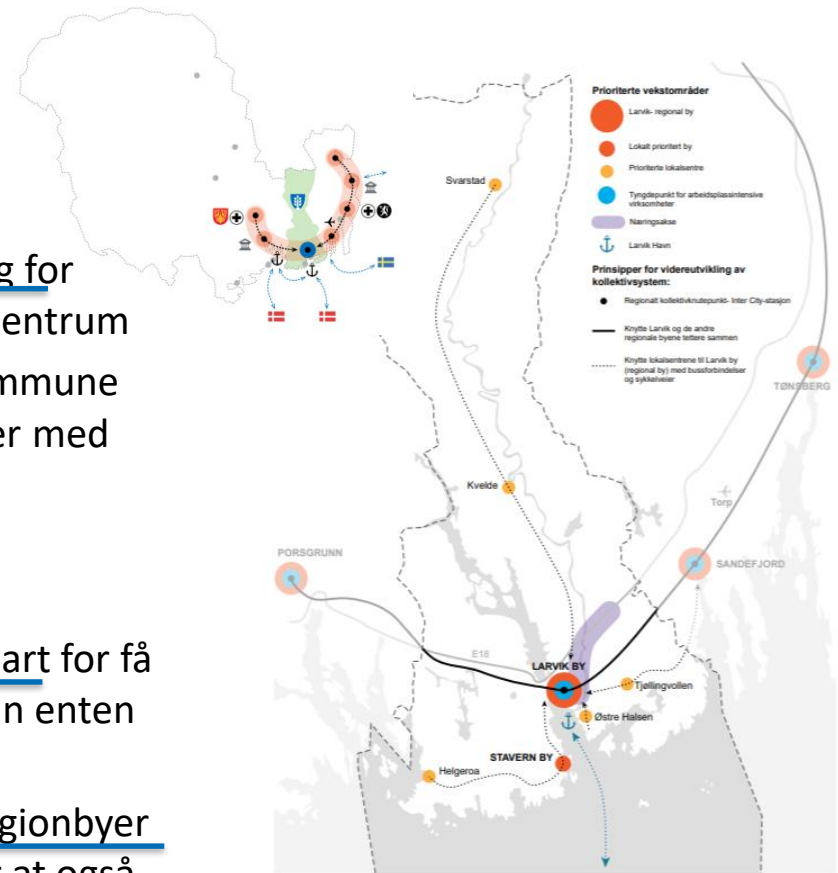 g for
entrum
mmune
er med
art for få
n enten
gionbyer
r at også
Prioriterte vekstområder
Larvik- regional by
Lokalt prioritert by
Prioriterte lokalsentre
Tyngdepunkt for arbeidsplassintensive
virksomheter
Næringsakse
Larvik Havn
Prinsipper for videreutvikling av
kollektivsystem:
Regionalt kollektivknutepunkt- Inter City-stasjon
Knytte Larvik og de andre
regionale byene tettere sammen
Knytte lokalsentrene til Larvik by
(regional by) med bussforbindelser
og sykkelveier
Svarstad
TØNSBERG
Kvelde
Torp
PORSGRUNN
SANDEFJORD
E18
LARVIK BY
Tjøllingvollen
Østre Halsen
STAVERN BY
Helgeroa